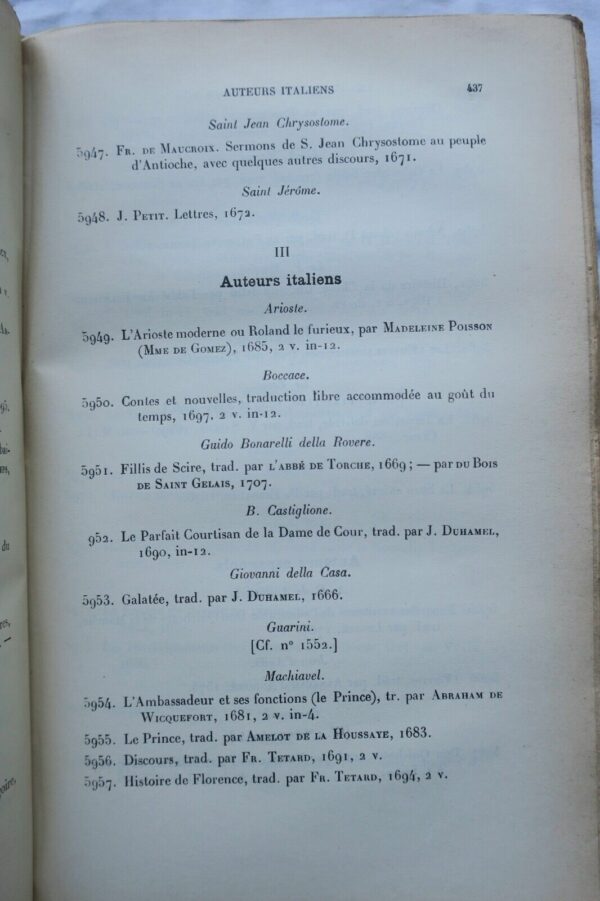 AUTEURS ITALIENS 437
Saint Jean Chrysostome.
5947. FR. DE MAUCROIX. Sermons de S. Jean Chrysostome au peuple
d'Antioche, avec quelques autres discours, 1671.
Saint Jérôme.
5948. J. PETIT. Lettres, 1672.
III
Auteurs italiens
Arioste.
5949. L'Arioste moderne ou Roland le furieux, par MADELEINE POISSON
(MME DE GOMEZ), 1685, 2 v. in-12.
Boccace.
5950. Contes et nouvelles, traduction libre accommodée au goût du
temps, 1697, 2 v. in-12.
Guido Bonarelli della Rovere.
5951. Fillis de Scire, trad. par L'ABBÉ DE TORCHE, 1669; — par DU BOIS
DE SAINT GELAIS, 1707.
B. Castiglione.
952. Le Parfait Courtisan de la Dame de Cour, trad. par J. DUHAMEL,
1690, in-12.
Giovanni della Casa.
5953. Galatée, trad. par J. DUHAMEL, 1666.
Guarini.
[Cf. n° 1552.]
Machiavel.
5954. L'Ambassadeur et ses fonctions (le Prince), tr. par ABRAHAM DE
WICQUEFORT, 1681, 2 v. in-4.
5955. Le Prince, trad. par AMELOT DE LA HOUSSAYE, 1683.
5956. Discours, trad. par FR. TETARD, 1691, 2 v.
5957. Histoire de Florence, trad. par FR. TETARD, 1694, 2 v.